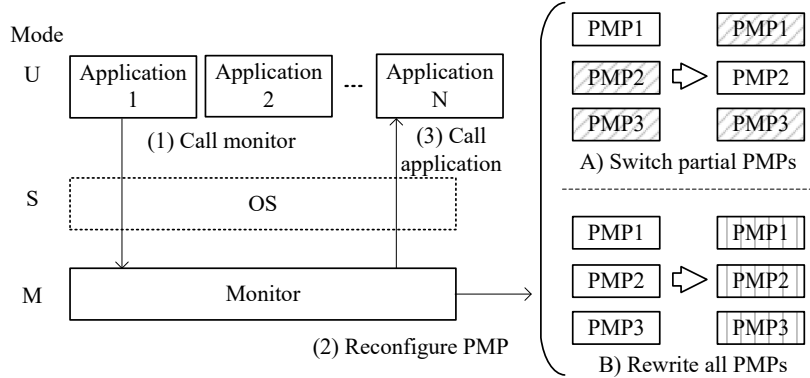 Mode
U
Application
1
Application
2
...
Application
N
(1) Call monitor
(3) Call
application
S
OS
M
Monitor
(2) Reconfigure PMP
PMP1
PMP1
PMP2
PMP2
PMP3
PMP3
A) Switch partial PMPs
PMP1
PMP1
PMP2
PMP2
PMP3
PMP3
B) Rewrite all PMPs